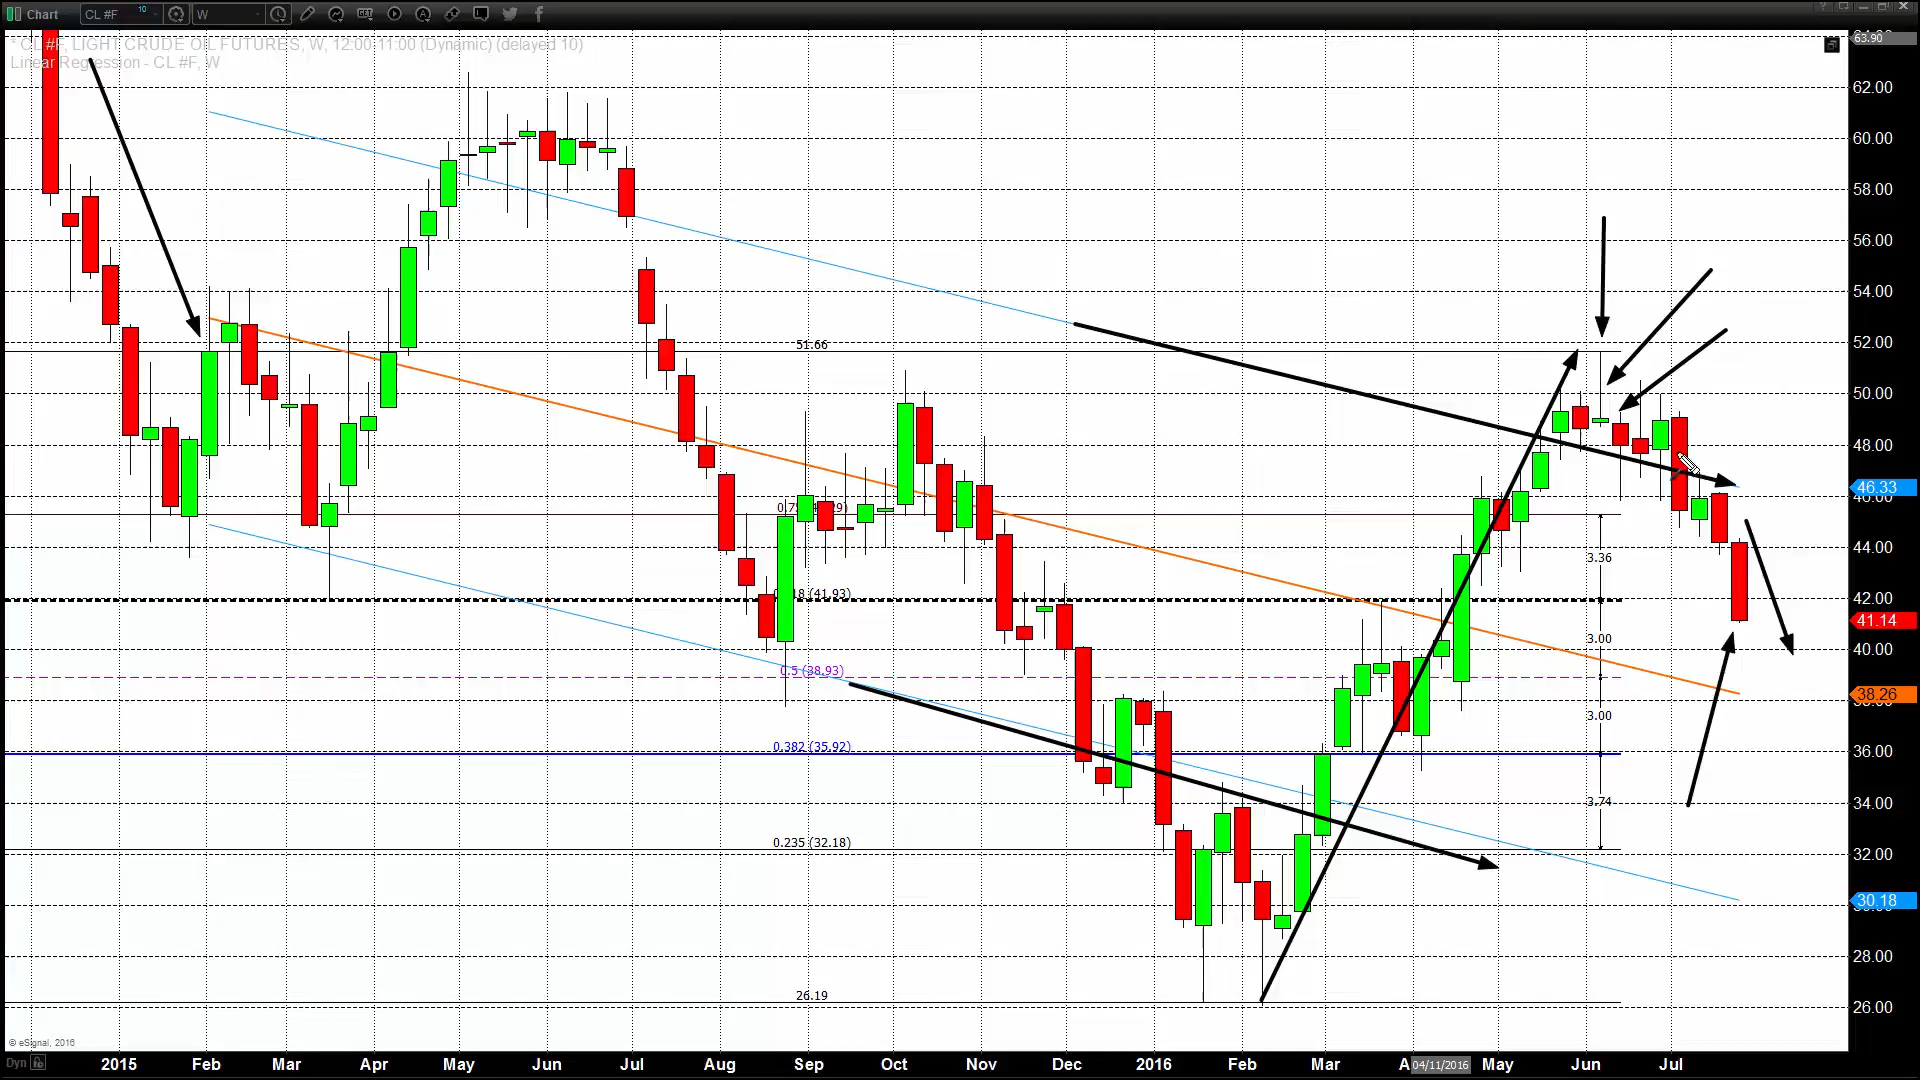 Chart
CL #F
10
W
GET
A
* CL #F, LIGHT CRUDE OIL FUTURES, W, 12:00-11:00 (Dynamic) (delayed 10)
Linear Regression - CL #F, W
63.90
62.00
60.00
58.00
56.00
54.00
52.00
50.00
48.00
46.33
46.00
44.00
42.00
41.14
40.00
38.26
36.00
34.00
32.00
30.18
28.00
26.00
51.66
(41.93)
0.5 (38.93)
0.382 (35.92)
0.235 (32.18)
26.19
3.36
3.00
3.00
3.74
© eSignal, 2016
Dyn
2015
Feb
Mar
Apr
May
Jun
Jul
Aug
Sep
Oct
Nov
Dec
2016
Feb
Mar
A
04/11/2016
May
Jun
Jul